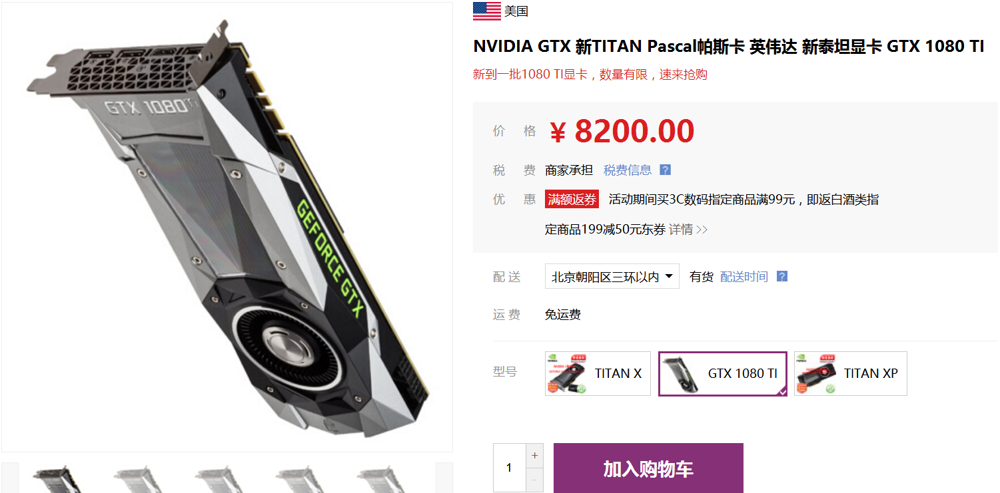 美国
NVIDIA GTX 新TITAN Pascal帕斯卡 英伟达 新泰坦显卡 GTX 1080 TI
新到一批1080 TI显卡，数量有限，速来抢购
GTX 1080 Ti
GEFORCE GTX
价 格 ¥ 8200.00
税 费 商家承担 税费信息 ?
优 惠 满额返券 活动期间买3C数码指定商品满99元，即返白酒类指
定商品199减50元东券 详情 >>
配 送 北京朝阳区三环以内 有货 配送时间 ?
运 费 免运费
型号 TITAN X GTX 1080 TI TITAN XP
1 + -
加入购物车